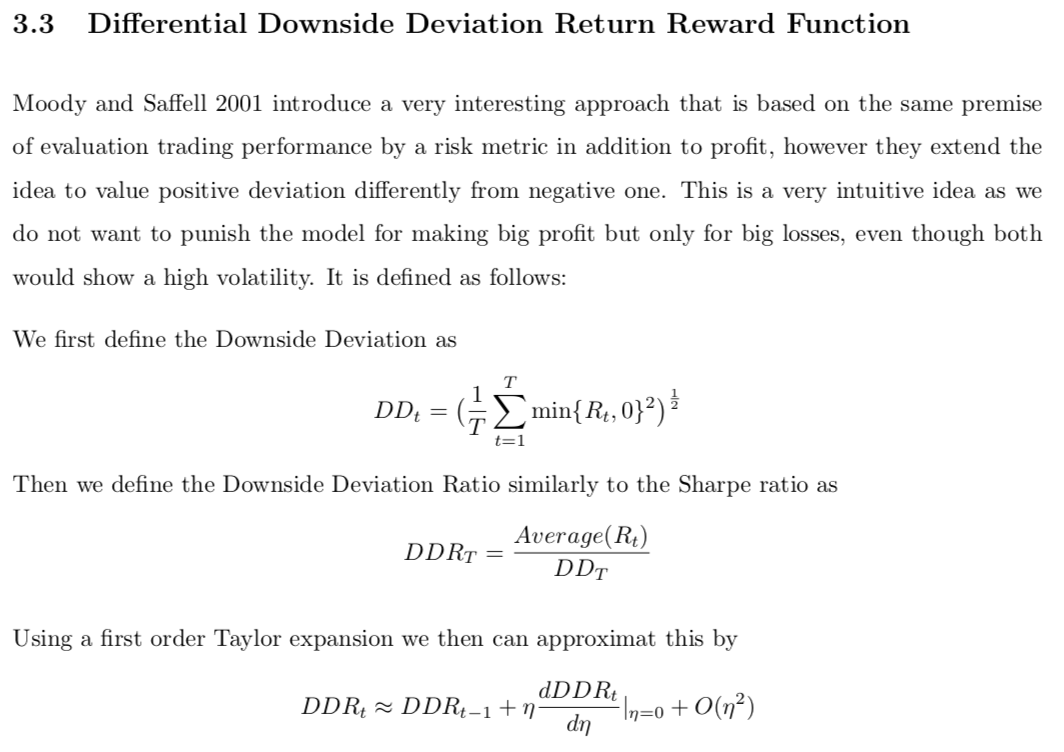 3.3 Differential Downside Deviation Return Reward Function
Moody and Saffell 2001 introduce a very interesting approach that is based on the same premise
of evaluation trading performance by a risk metric in addition to profit, however they extend the
idea to value positive deviation differently from negative one. This is a very intuitive idea as we
do not want to punish the model for making big profit but only for big losses, even though both
would show a high volatility. It is defined as follows:
We first define the Downside Deviation as
$DD_t = (\frac{1}{T} \sum_{t=1}^{T} \min\{R_t, 0\}^2)^{\frac{1}{2}}$
Then we define the Downside Deviation Ratio similarly to the Sharpe ratio as
$DDR_T = \frac{Average(R_t)}{DD_T}$
Using a first order Taylor expansion we then can approximat this by
$DDR_t \approx DDR_{t-1} + \eta \frac{dDDR_t}{d\eta}|_{\eta=0} + O(\eta^2)$